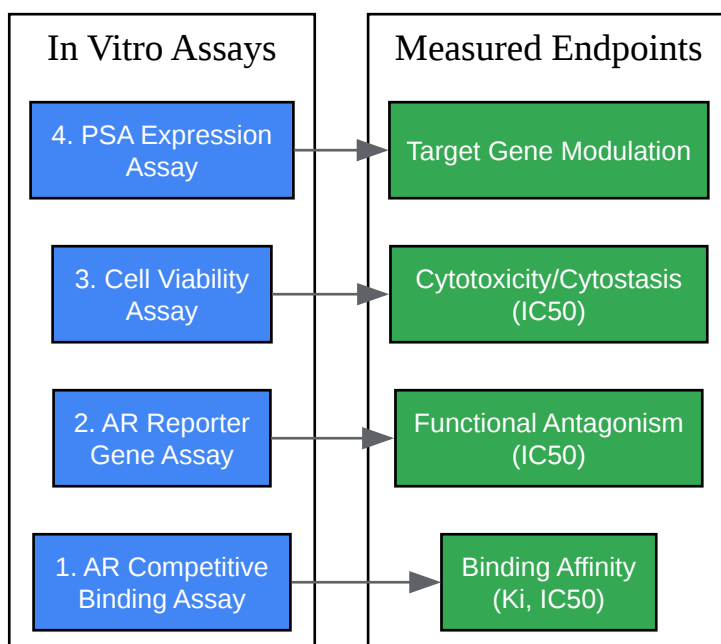 In Vitro Assays
Measured Endpoints
4. PSA Expression
Assay
Target Gene Modulation
3. Cell Viability
Assay
Cytotoxicity/Cytostasis
(IC50)
2. AR Reporter
Gene Assay
Functional Antagonism
(IC50)
1. AR Competitive
Binding Assay
Binding Affinity
(Ki, IC50)